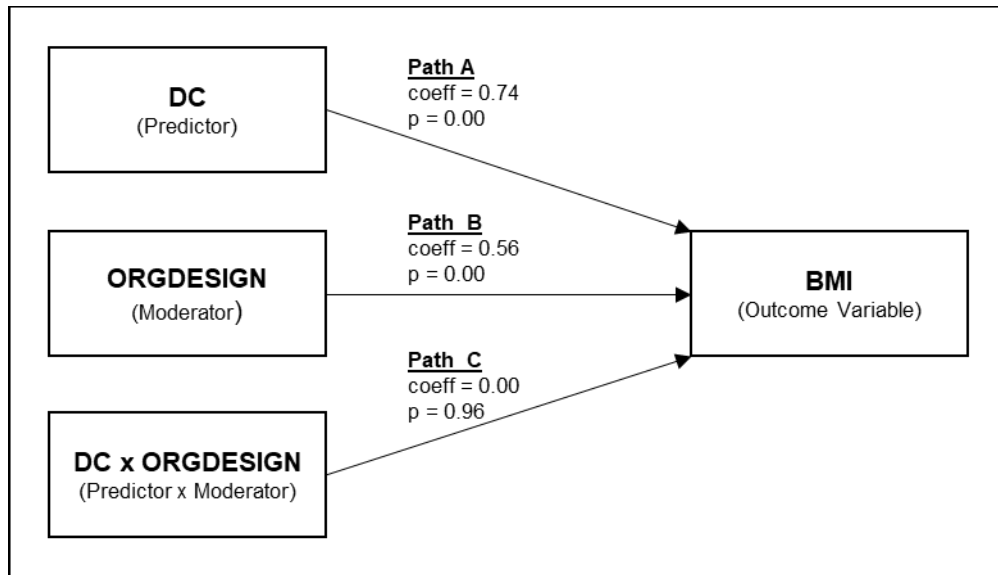 DC
(Predictor)
Path A
coeff = 0.74
p = 0.00
ORGDESIGN
(Moderator)
Path B
coeff = 0.56
p = 0.00
BMI
(Outcome Variable)
DC x ORGDESIGN
(Predictor x Moderator)
Path C
coeff = 0.00
p = 0.96